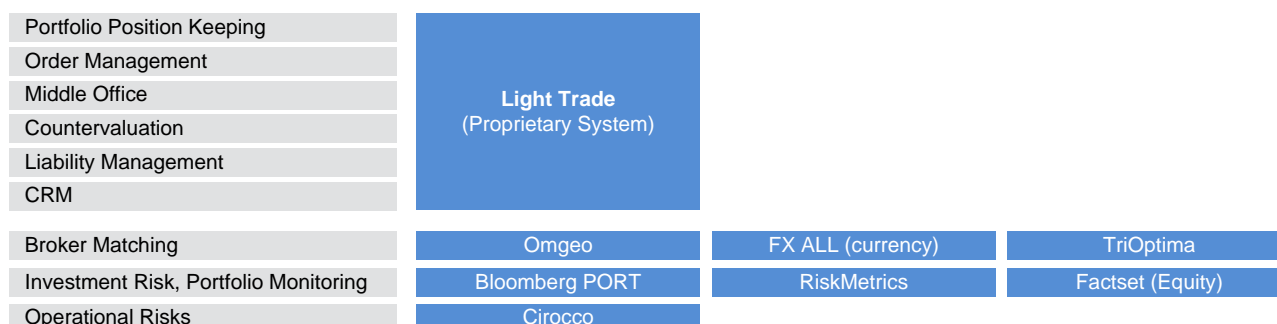 Portfolio Position Keeping
Order Management
Middle Office
Countervaluation
Liability Management
CRM
Light Trade
(Proprietary System)
Broker Matching
Omgeo
FX ALL (currency)
TriOptima
Investment Risk, Portfolio Monitoring
Bloomberg PORT
RiskMetrics
Factset (Equity)
Operational Risks
Cirocco